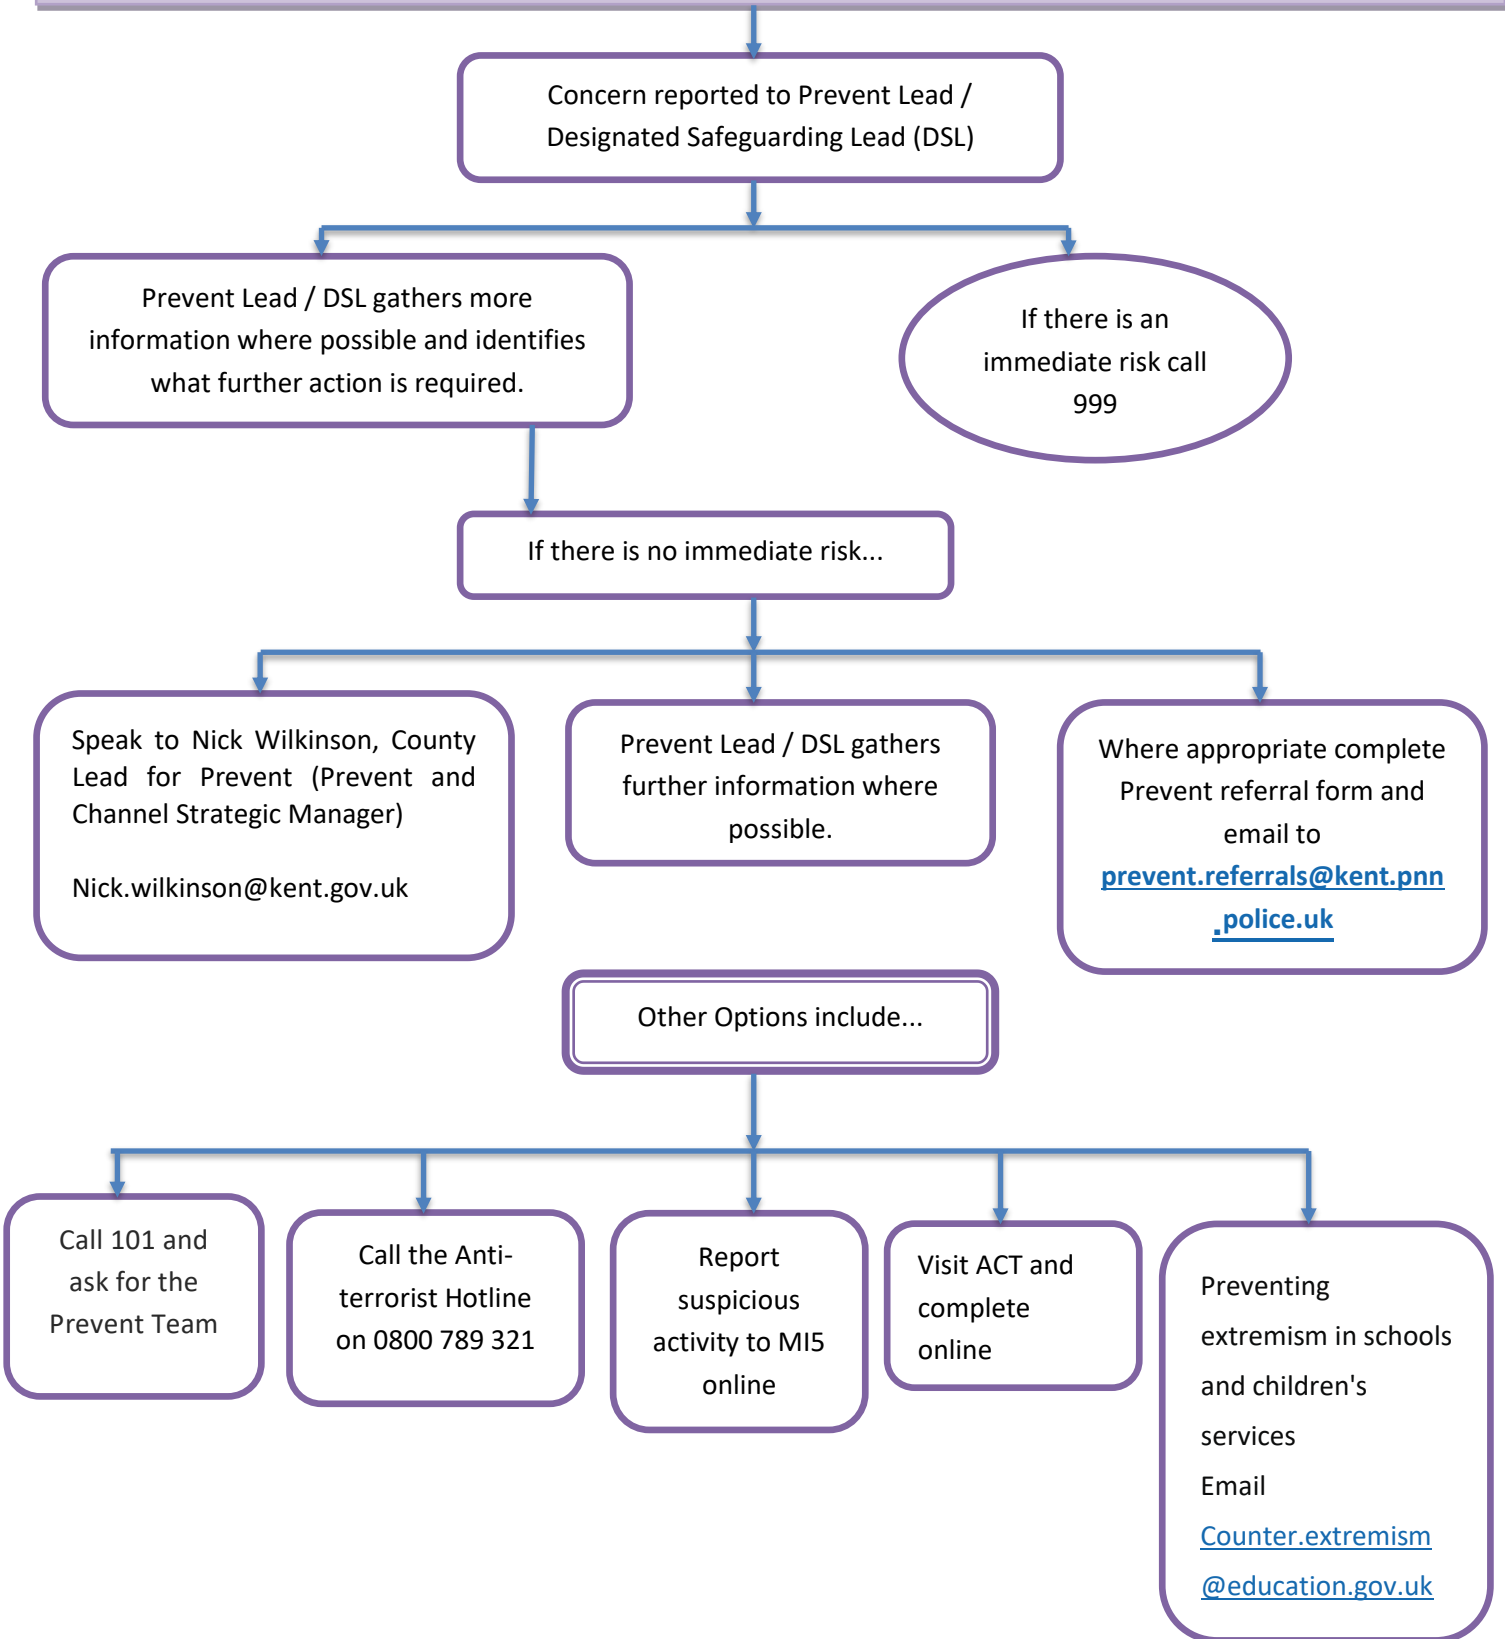 Concern reported to Prevent Lead /
Designated Safeguarding Lead (DSL)
Prevent Lead / DSL gathers more
information where possible and identifies
what further action is required.
If there is an
immediate risk call
999
If there is no immediate risk...
Speak to Nick Wilkinson, County
Lead for Prevent (Prevent and
Channel Strategic Manager)
Nick.wilkinson@kent.gov.uk
Prevent Lead / DSL gathers
further information where
possible.
Where appropriate complete
Prevent referral form and
email to
prevent.referrals@kent.pnn
.police.uk
Other Options include...
Call 101 and
ask for the
Prevent Team
Call the Anti-
terrorist Hotline
on 0800 789 321
Report
suspicious
activity to MI5
online
Visit ACT and
complete
online
Preventing
extremism in schools
and children's
services
Email
Counter.extremism
@education.gov.uk